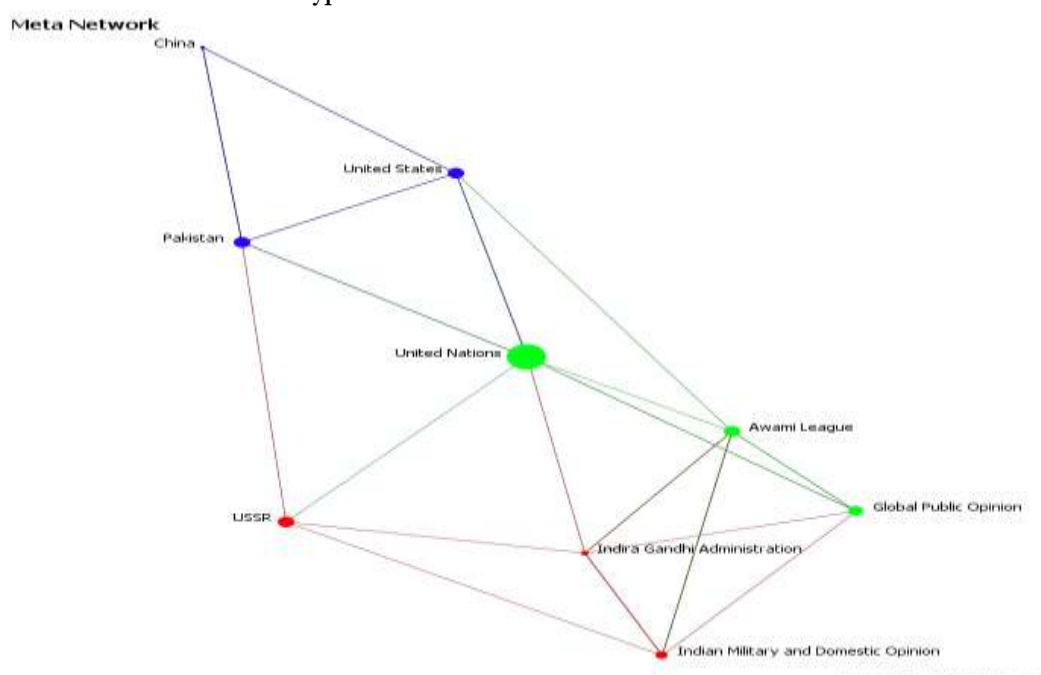 Meta Network
China
United States
Pakistan
United Nations
Awami League
Global Public Opinion
USSR
Indira Gandhi Administration
Indian Military and Domestic Opinion